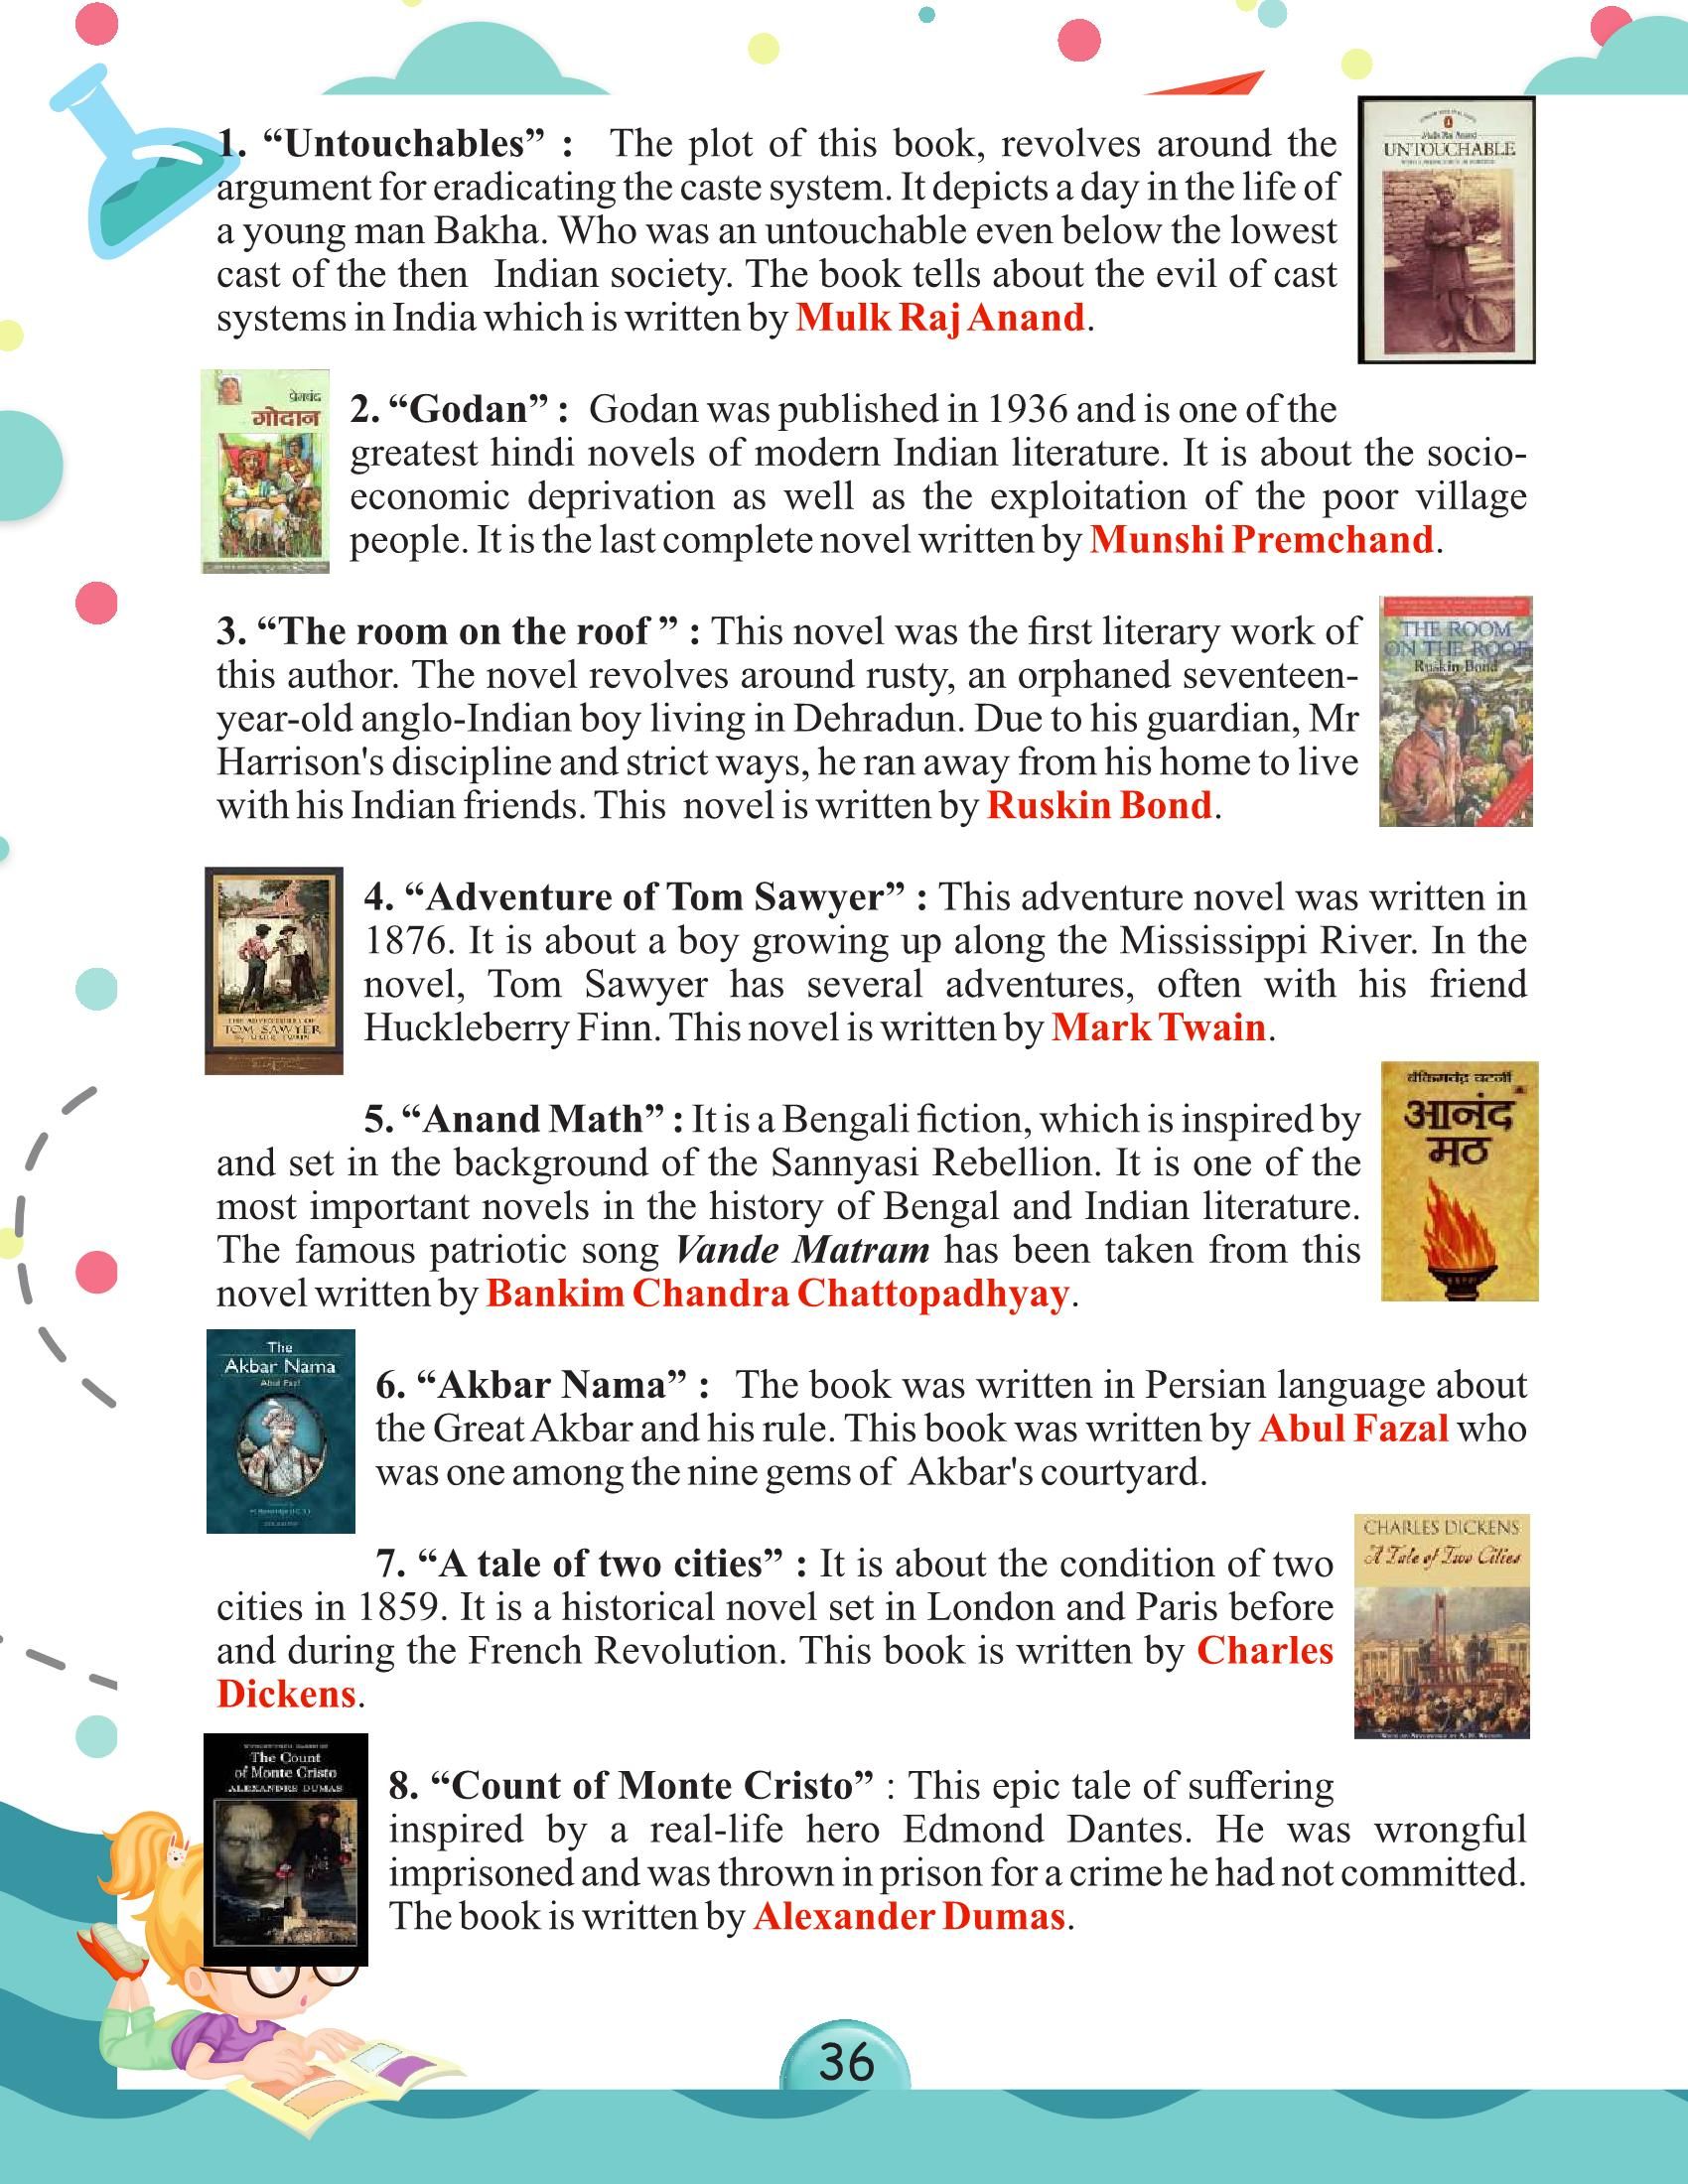 1. “Untouchables” : The plot of this book, revolves around the
argument for eradicating the caste system. It depicts a day in the life of
a young man Bakha. Who was an untouchable even below the lowest
cast of the then Indian society. The book tells about the evil of cast
systems in India which is written by Mulk Raj Anand.
Mulk Raj Anand
UNTOUCHABLE
प्रेमचंद
गोदान
2. “Godan” : Godan was published in 1936 and is one of the
greatest hindi novels of modern Indian literature. It is about the socio-
economic deprivation as well as the exploitation of the poor village
people. It is the last complete novel written by Munshi Premchand.
3. “The room on the roof ” : This novel was the first literary work of
this author. The novel revolves around rusty, an orphaned seventeen-
year-old anglo-Indian boy living in Dehradun. Due to his guardian, Mr
Harrison's discipline and strict ways, he ran away from his home to live
with his Indian friends. This novel is written by Ruskin Bond.
THE ROOM
ON THE ROOF
Ruskin Bond
4. “Adventure of Tom Sawyer” : This adventure novel was written in
1876. It is about a boy growing up along the Mississippi River. In the
novel, Tom Sawyer has several adventures, often with his friend
Huckleberry Finn. This novel is written by Mark Twain.
THE ADVENTURES OF
TOM SAWYER
By MARK TWAIN
5. “Anand Math” : It is a Bengali fiction, which is inspired by
and set in the background of the Sannyasi Rebellion. It is one of the
most important novels in the history of Bengal and Indian literature.
The famous patriotic song Vande Matram has been taken from this
novel written by Bankim Chandra Chattopadhyay.
बंकिमचंद्र चटर्जी
आनंद
मठ
The
Akbar Nama
Abul Fazl
6. “Akbar Nama” : The book was written in Persian language about
the Great Akbar and his rule. This book was written by Abul Fazal who
was one among the nine gems of Akbar's courtyard.
7. “A tale of two cities” : It is about the condition of two
cities in 1859. It is a historical novel set in London and Paris before
and during the French Revolution. This book is written by Charles
Dickens.
CHARLES DICKENS
A Tale of Two Cities
The Count
of Monte Cristo
ALEXANDRE DUMAS
8. “Count of Monte Cristo” : This epic tale of suffering
inspired by a real-life hero Edmond Dantes. He was wrongful
imprisoned and was thrown in prison for a crime he had not committed.
The book is written by Alexander Dumas.
36